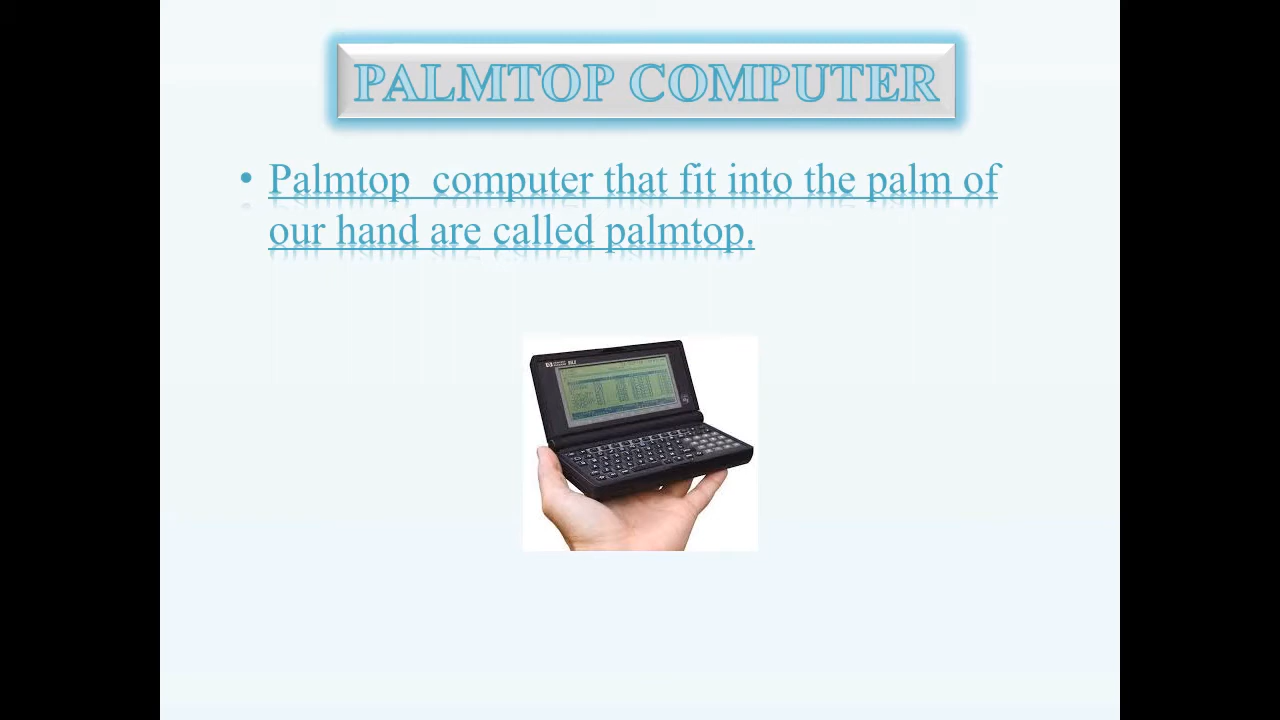 PALMTOP COMPUTER
• Palmtop  computer that fit into the palm of
our hand are called palmtop.